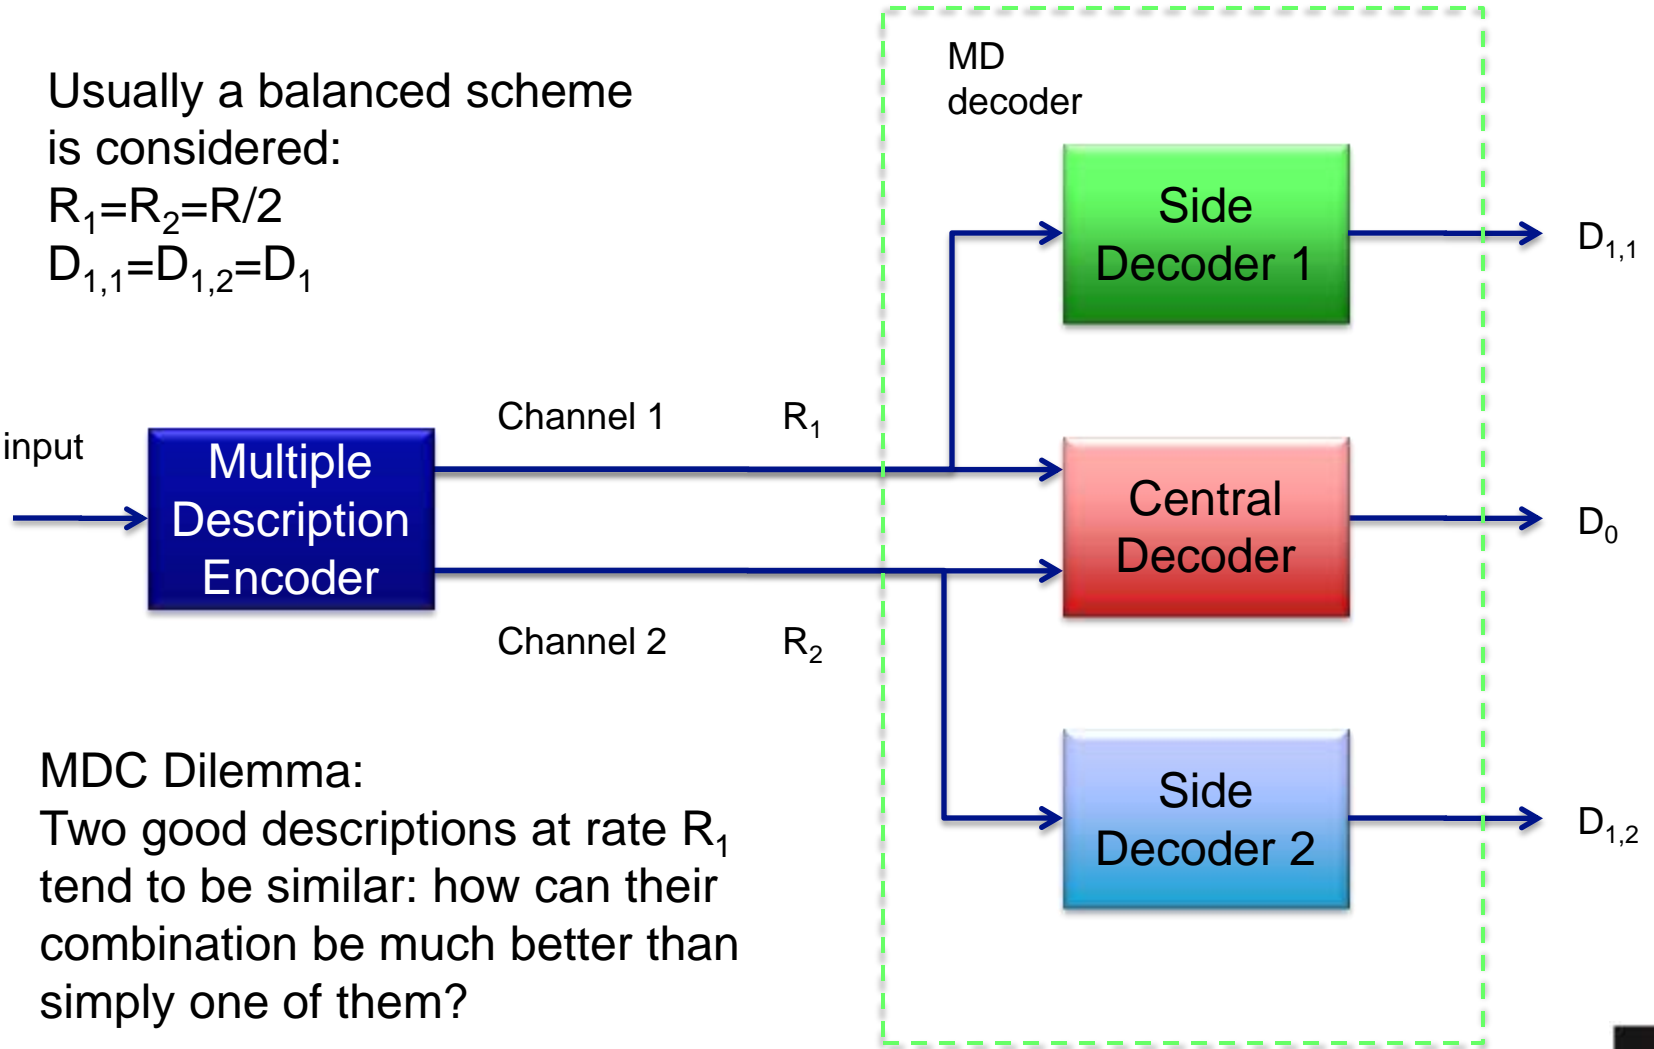 Usually a balanced scheme
is considered:
R₁=R₂=R/2
D₁,₁=D₁,₂=D₁
MD
decoder
Side
Decoder 1
D₁,₁
Channel 1
R₁
input
Multiple
Description
Encoder
Central
Decoder
D₀
Channel 2
R₂
MDC Dilemma:
Two good descriptions at rate R₁
tend to be similar: how can their
combination be much better than
simply one of them?
Side
Decoder 2
D₁,₂